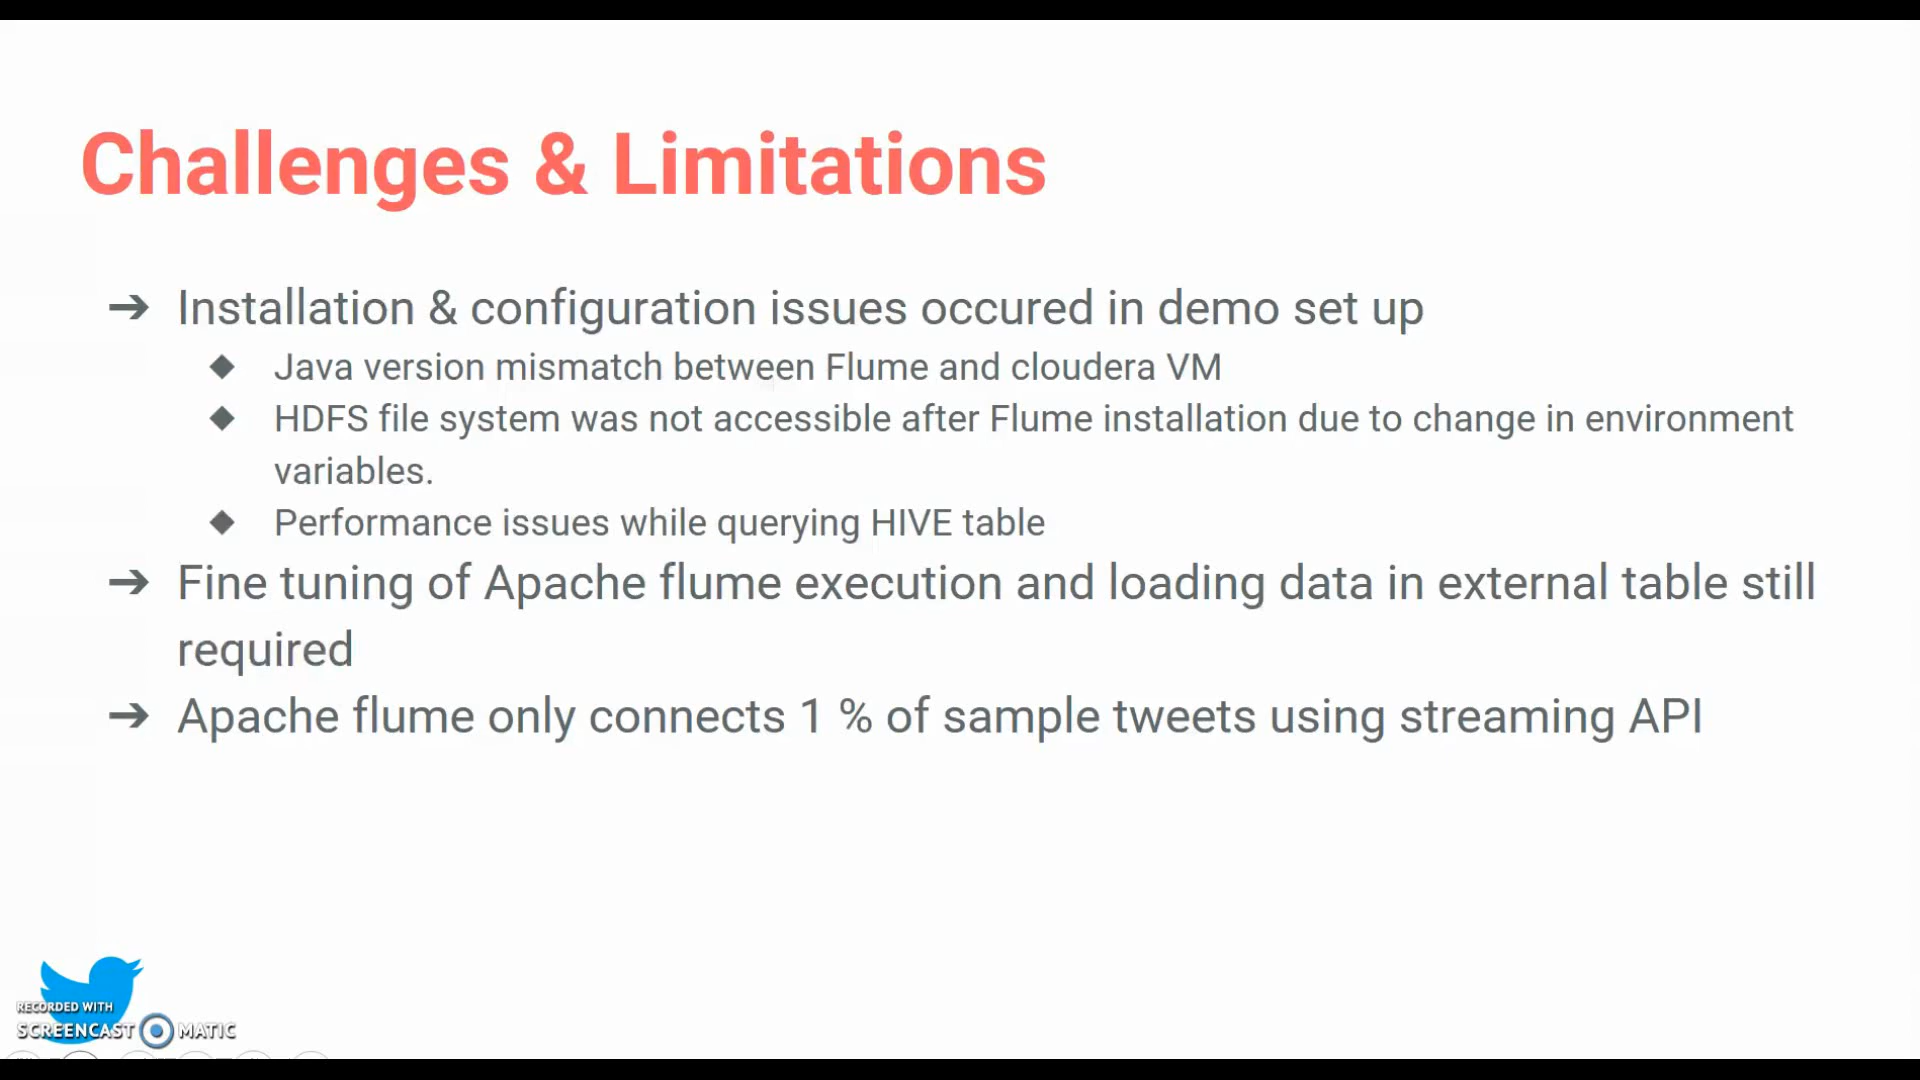 Challenges & Limitations
➔ Installation & configuration issues occured in demo set up
◆ Java version mismatch between Flume and cloudera VM
◆ HDFS file system was not accessible after Flume installation due to change in environment
variables.
◆ Performance issues while querying HIVE table
➔ Fine tuning of Apache flume execution and loading data in external table still
required
➔ Apache flume only connects 1 % of sample tweets using streaming API
RECORDED WITH
SCREENCAST MATIC